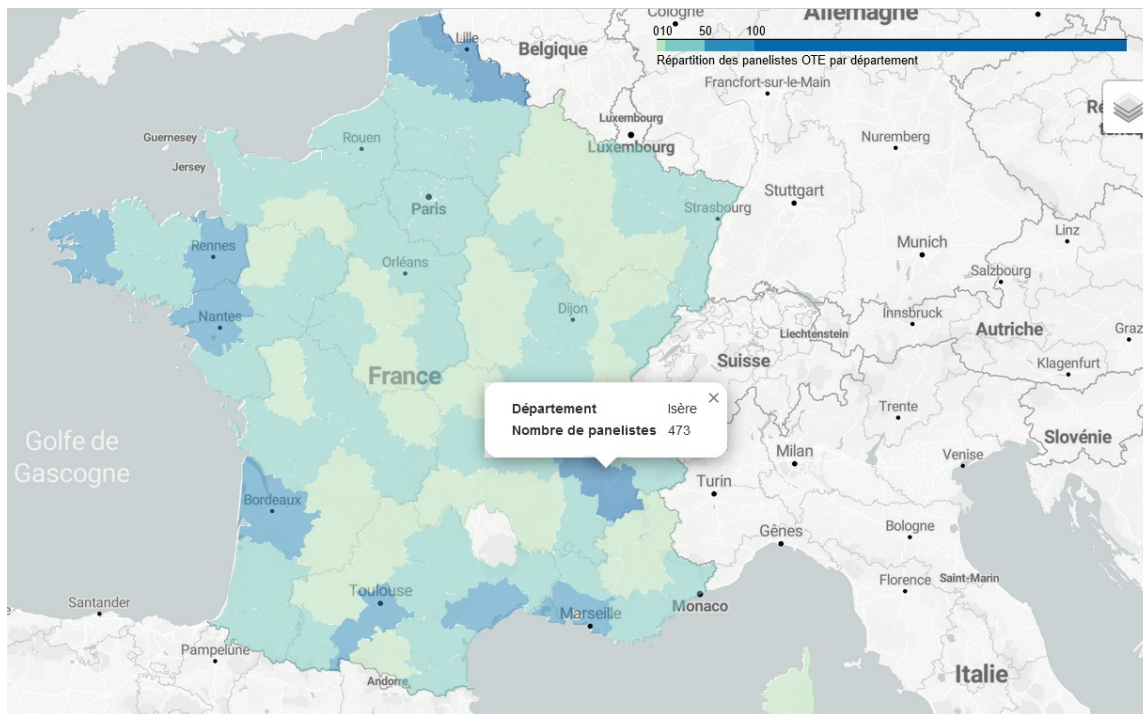 Cologne
Allemagne
Lille
Belgique
010 50 100
Répartition des panelistes OTE par département
Francfort-sur-le-Main
Luxembourg
Luxembourg
Guernesey
Rouen
Nuremberg
Jersey
Paris
Strasbourg
Stuttgart
Rennes
Linz
Munich
Orléans
Salzbourg
Nantes
Dijon
Innsbruck
Liechtenstein
Autriche
Graz
Suisse
Klagenfurt
France
Département Isère
Nombre de panelistes 473
Trente
Slovénie
Golfe de
Gascogne
Milan
Venise
Turin
Bordeaux
Gênes
Bologne
Florence
Saint-Marin
Toulouse
Santander
Marseille
Monaco
Pampelune
Andorre
Italie